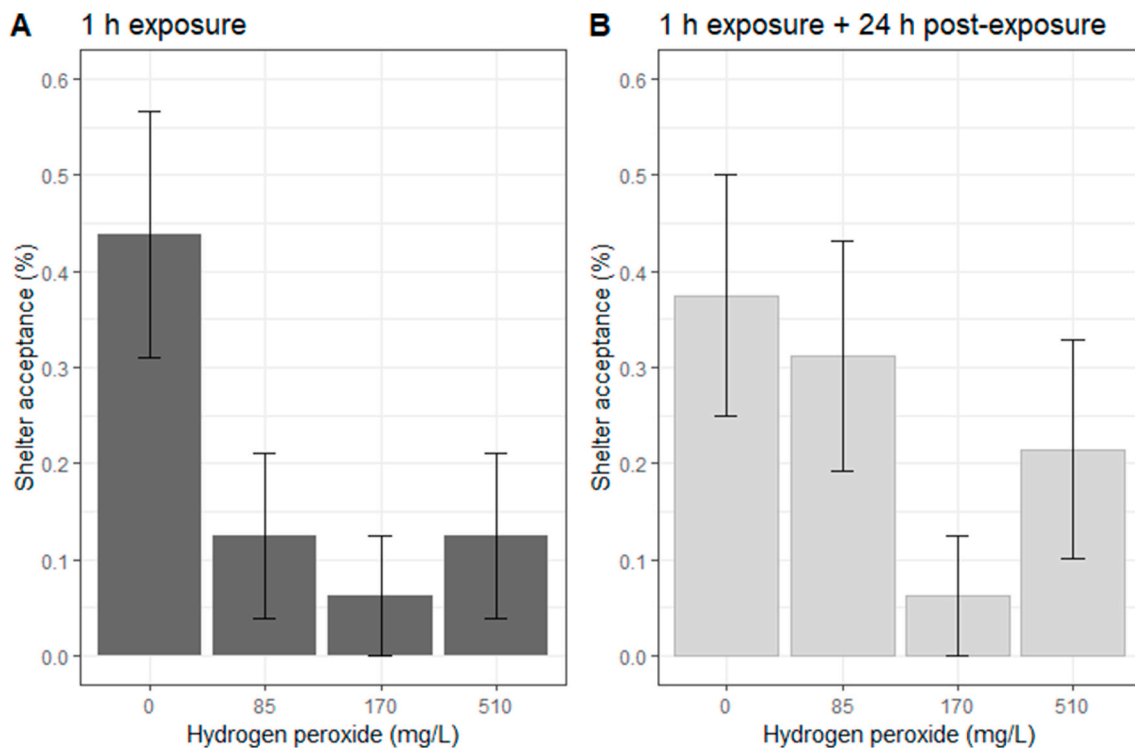 A 1 h exposure
0.6
0.5
0.4
0.3
0.2
0.1
0.0
Shelter acceptance (%)
0 85 170 510
Hydrogen peroxide (mg/L)
B 1 h exposure + 24 h post-exposure
0.6
0.5
0.4
0.3
0.2
0.1
0.0
Shelter acceptance (%)
0 85 170 510
Hydrogen peroxide (mg/L)